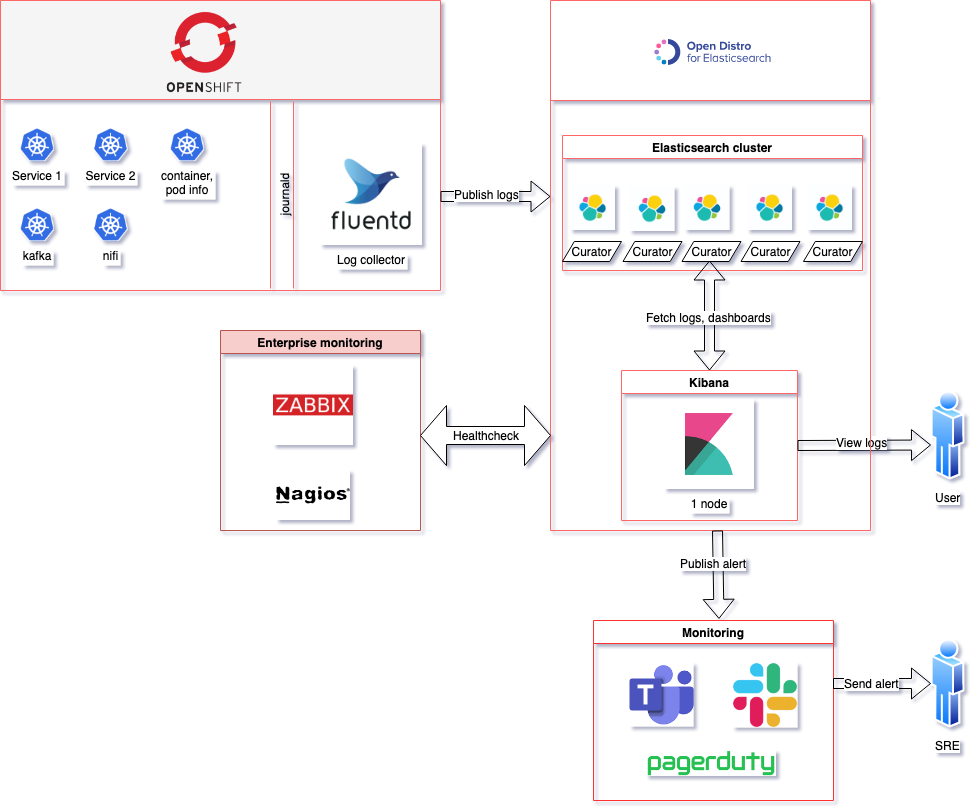 OPENSHIFT
Open Distro
for Elasticsearch
Service 1
Service 2
container,
pod info
kafka
nifi
journald
fluentd
Log collector
Publish logs
Elasticsearch cluster
Curator
Curator
Curator
Curator
Curator
Fetch logs, dashboards
Enterprise monitoring
ZABBIX
Nagios®
Healthcheck
Kibana
1 node
View logs
User
Publish alert
Monitoring
T
pagerduty
Send alert
SRE